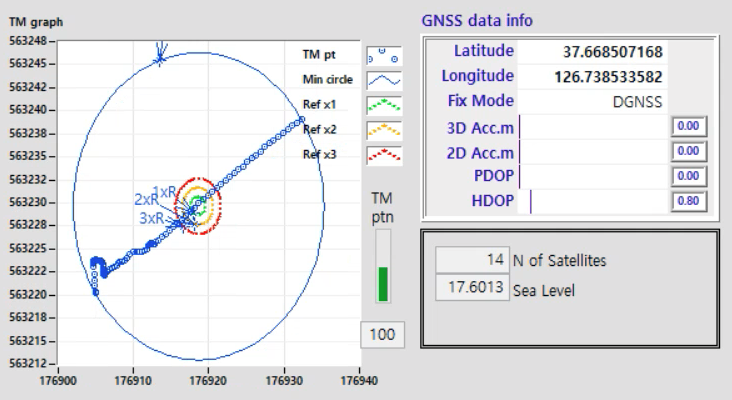 TM graph
563248
563245
563242
563240
563238
563235
563232
563230
563228
563225
563222
563220
563218
563215
563212
176900
176910
176920
176930
176940
1xR
2xR
3xR
TM pt
Min circle
Ref x1
Ref x2
Ref x3
TM
ptn
100
GNSS data info
Latitude 37.668507168
Longitude 126.738533582
Fix Mode DGNSS
3D Acc.m 0.00
2D Acc.m 0.00
PDOP 0.00
HDOP 0.80
14 N of Satellites
17.6013 Sea Level